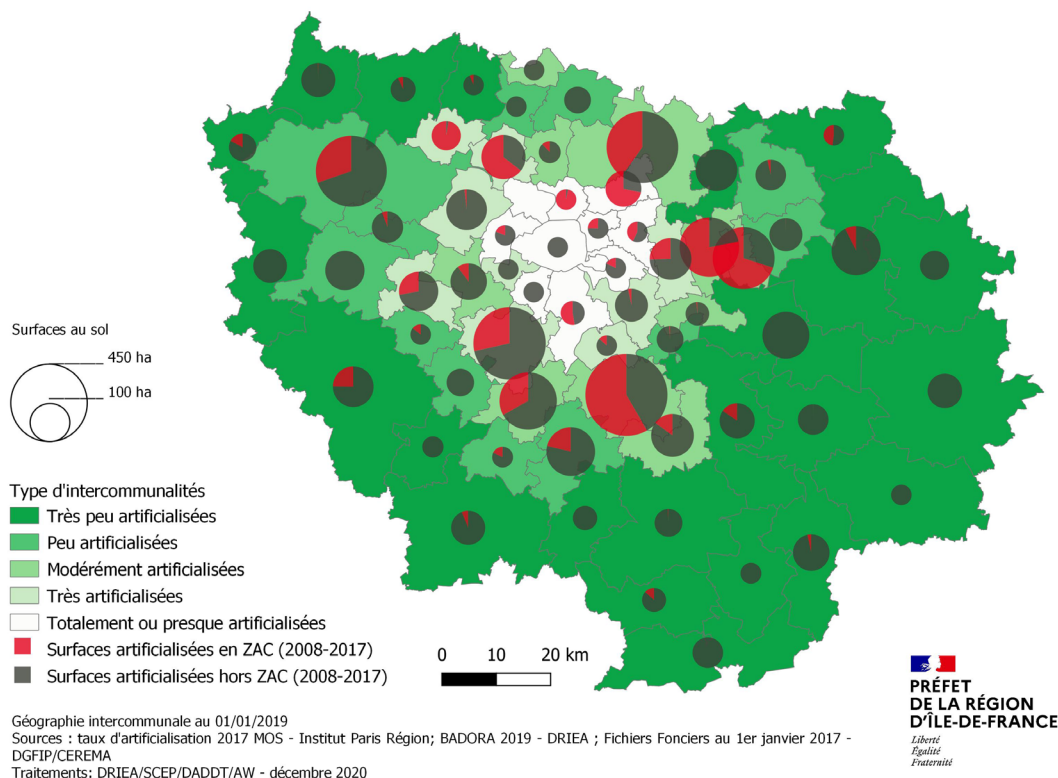 Surfaces au sol
450 ha
100 ha
Type d'intercommunalités
Très peu artificialisées
Peu artificialisées
Modérément artificialisées
Très artificialisées
Totalement ou presque artificialisées
Surfaces artificialisées en ZAC (2008-2017)
Surfaces artificialisées hors ZAC (2008-2017)
0 10 20 km
Géographie intercommunale au 01/01/2019
Sources : taux d'artificialisation 2017 MOS - Institut Paris Région; BADORA 2019 - DRIEA ; Fichiers Fonciers au 1er janvier 2017 -
DGFIP/CEREMA
Traitements: DRIEA/SCEP/DADDT/AW - décembre 2020
PRÉFET
DE LA RÉGION
D'ÎLE-DE-FRANCE
Liberté
Égalité
Fraternité